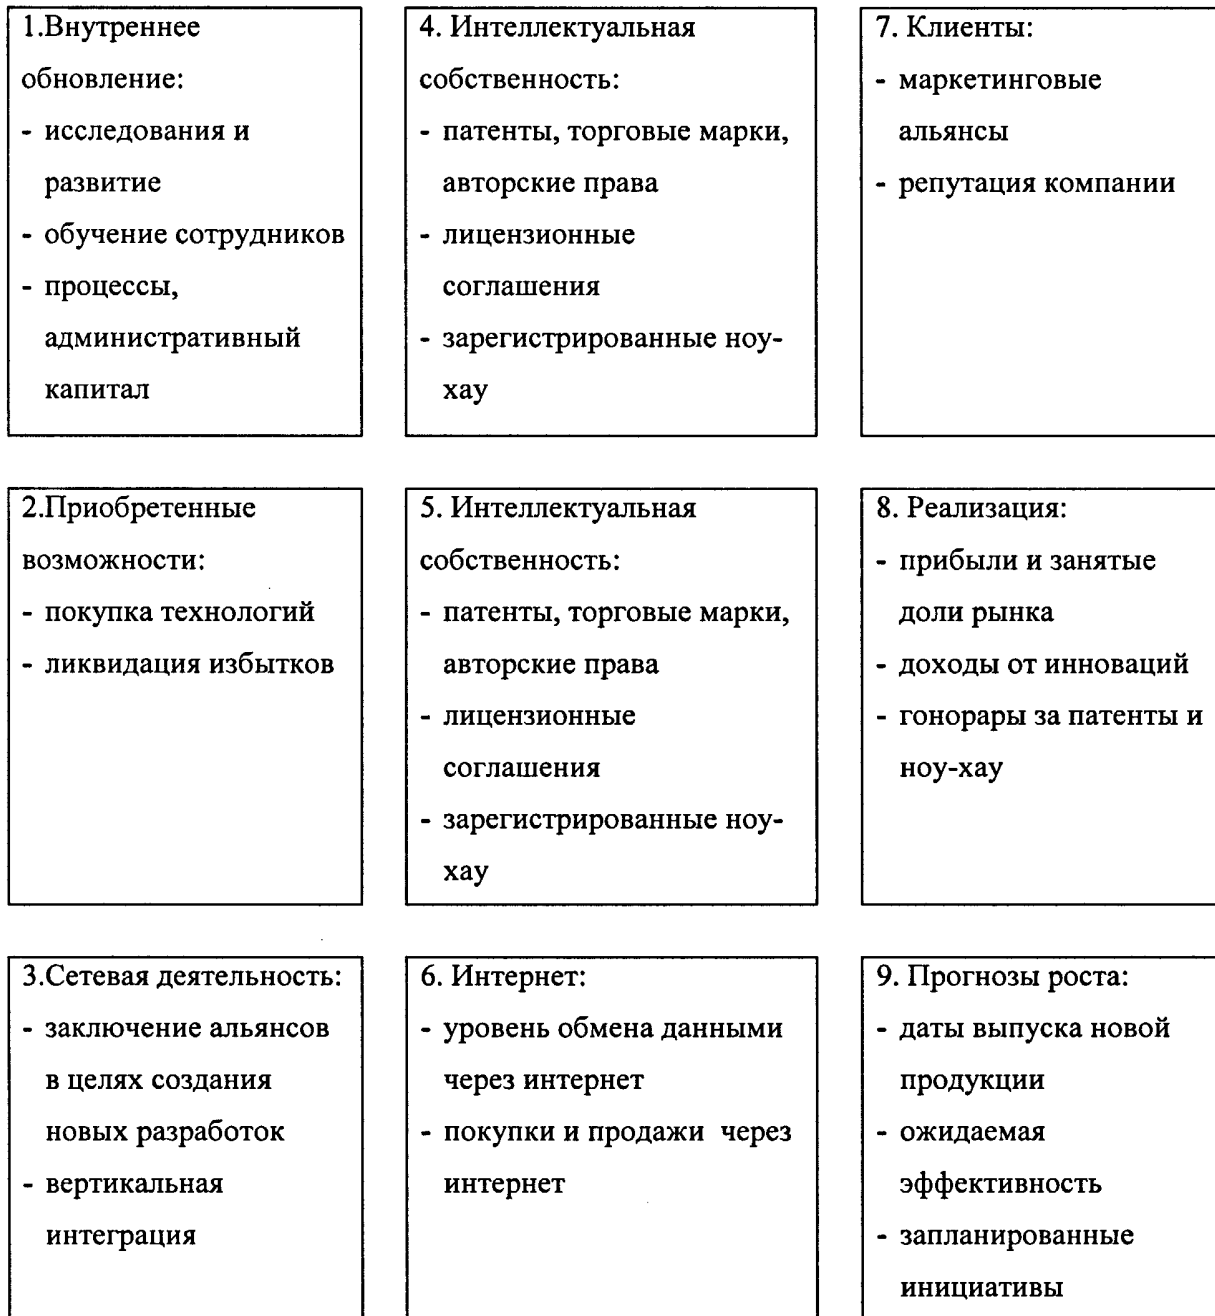 1.Внутреннее
обновление:
- исследования и
развитие
- обучение сотрудников
- процессы,
административный
капитал
2.Приобретенные
возможности:
- покупка технологий
- ликвидация избытков
3.Сетевая деятельность:
- заключение альянсов
в целях создания
новых разработок
- вертикальная
интеграция
4. Интеллектуальная
собственность:
- патенты, торговые марки,
авторские права
- лицензионные
соглашения
- зарегистрированные ноу-
хау
5. Интеллектуальная
собственность:
- патенты, торговые марки,
авторские права
- лицензионные
соглашения
- зарегистрированные ноу-
хау
6. Интернет:
- уровень обмена данными
через интернет
- покупки и продажи через
интернет
7. Клиенты:
- маркетинговые
альянсы
- репутация компании
8. Реализация:
- прибыли и занятые
доли рынка
- доходы от инноваций
- гонорары за патенты и
ноу-хау
9. Прогнозы роста:
- даты выпуска новой
продукции
- ожидаемая
эффективность
- запланированные
инициативы